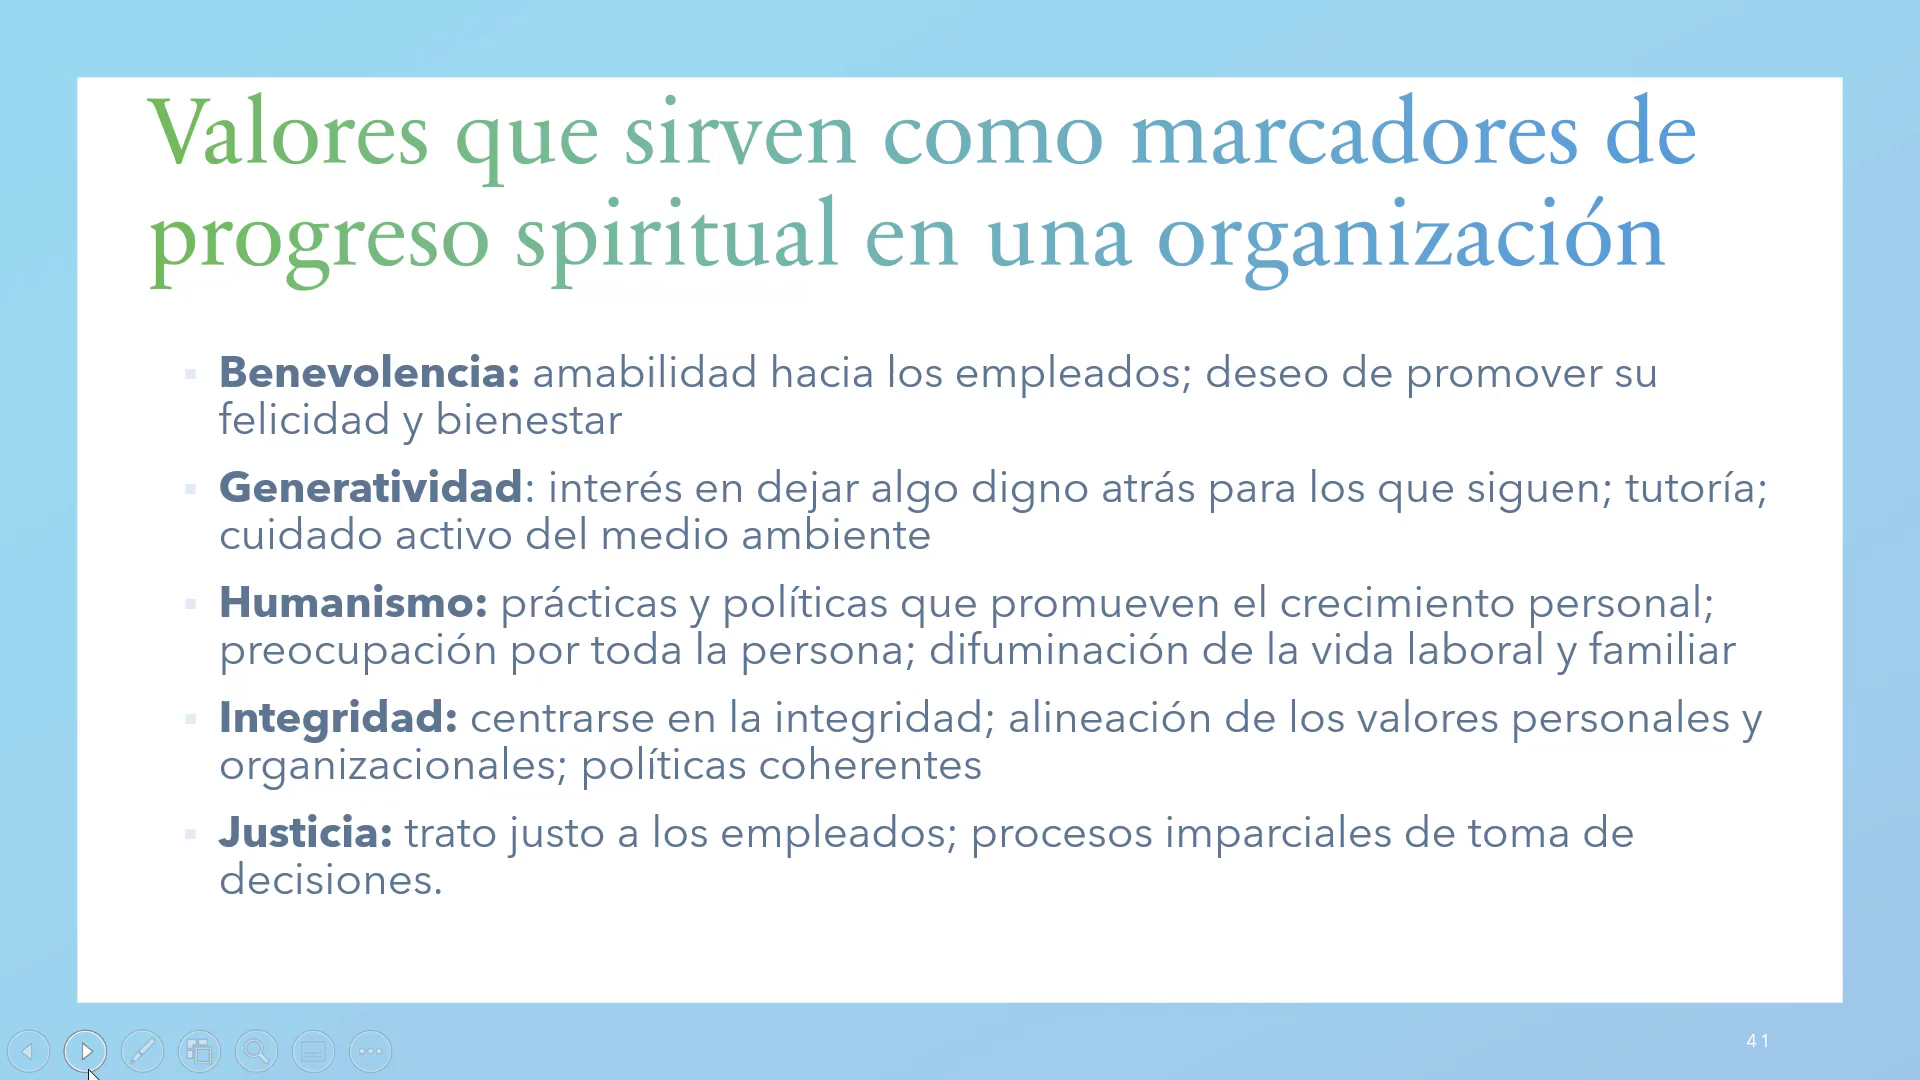 Valores que sirven como marcadores de
progreso spiritual en una organización
▪ Benevolencia: amabilidad hacia los empleados; deseo de promover su
felicidad y bienestar
▪ Generatividad: interés en dejar algo digno atrás para los que siguen; tutoría;
cuidado activo del medio ambiente
▪ Humanismo: prácticas y políticas que promueven el crecimiento personal;
preocupación por toda la persona; difuminación de la vida laboral y familiar
▪ Integridad: centrarse en la integridad; alineación de los valores personales y
organizacionales; políticas coherentes
▪ Justicia: trato justo a los empleados; procesos imparciales de toma de
decisiones.
41